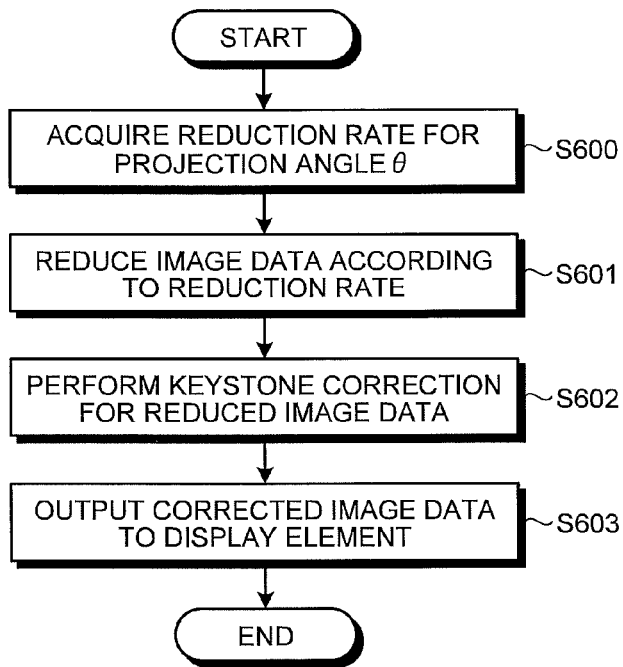 START
ACQUIRE REDUCTION RATE FOR
PROJECTION ANGLE θ
S600
REDUCE IMAGE DATA ACCORDING
TO REDUCTION RATE
S601
PERFORM KEYSTONE CORRECTION
FOR REDUCED IMAGE DATA
S602
OUTPUT CORRECTED IMAGE DATA
TO DISPLAY ELEMENT
S603
END